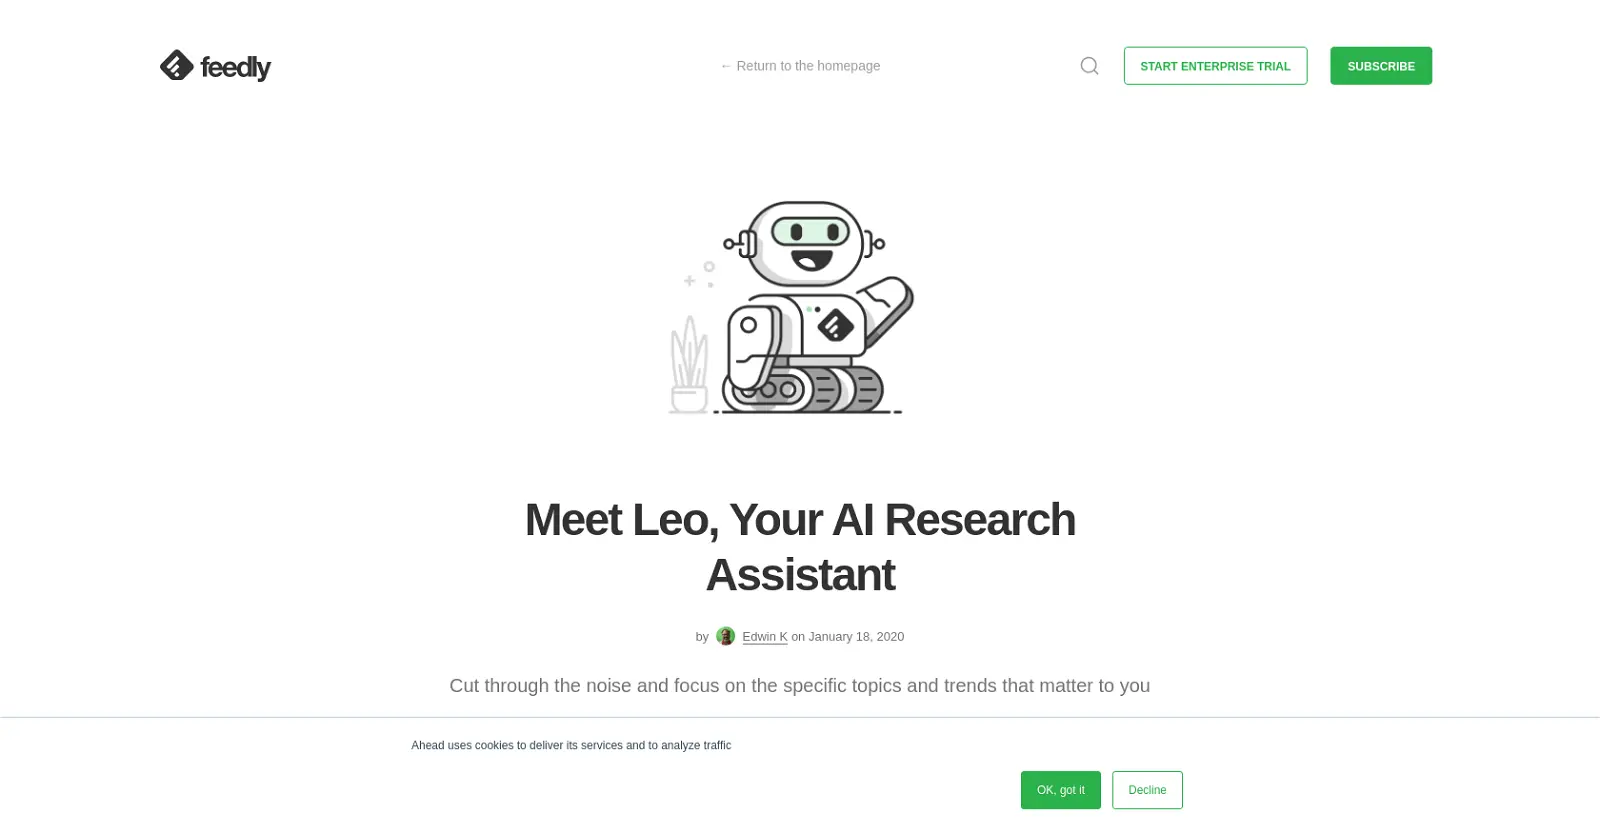 feedly
← Return to the homepage
START ENTERPRISE TRIAL
SUBSCRIBE
Meet Leo, Your AI Research
Assistant
by Edwin K on January 18, 2020
Cut through the noise and focus on the specific topics and trends that matter to you
Ahead uses cookies to deliver its services and to analyze traffic
OK, got it
Decline